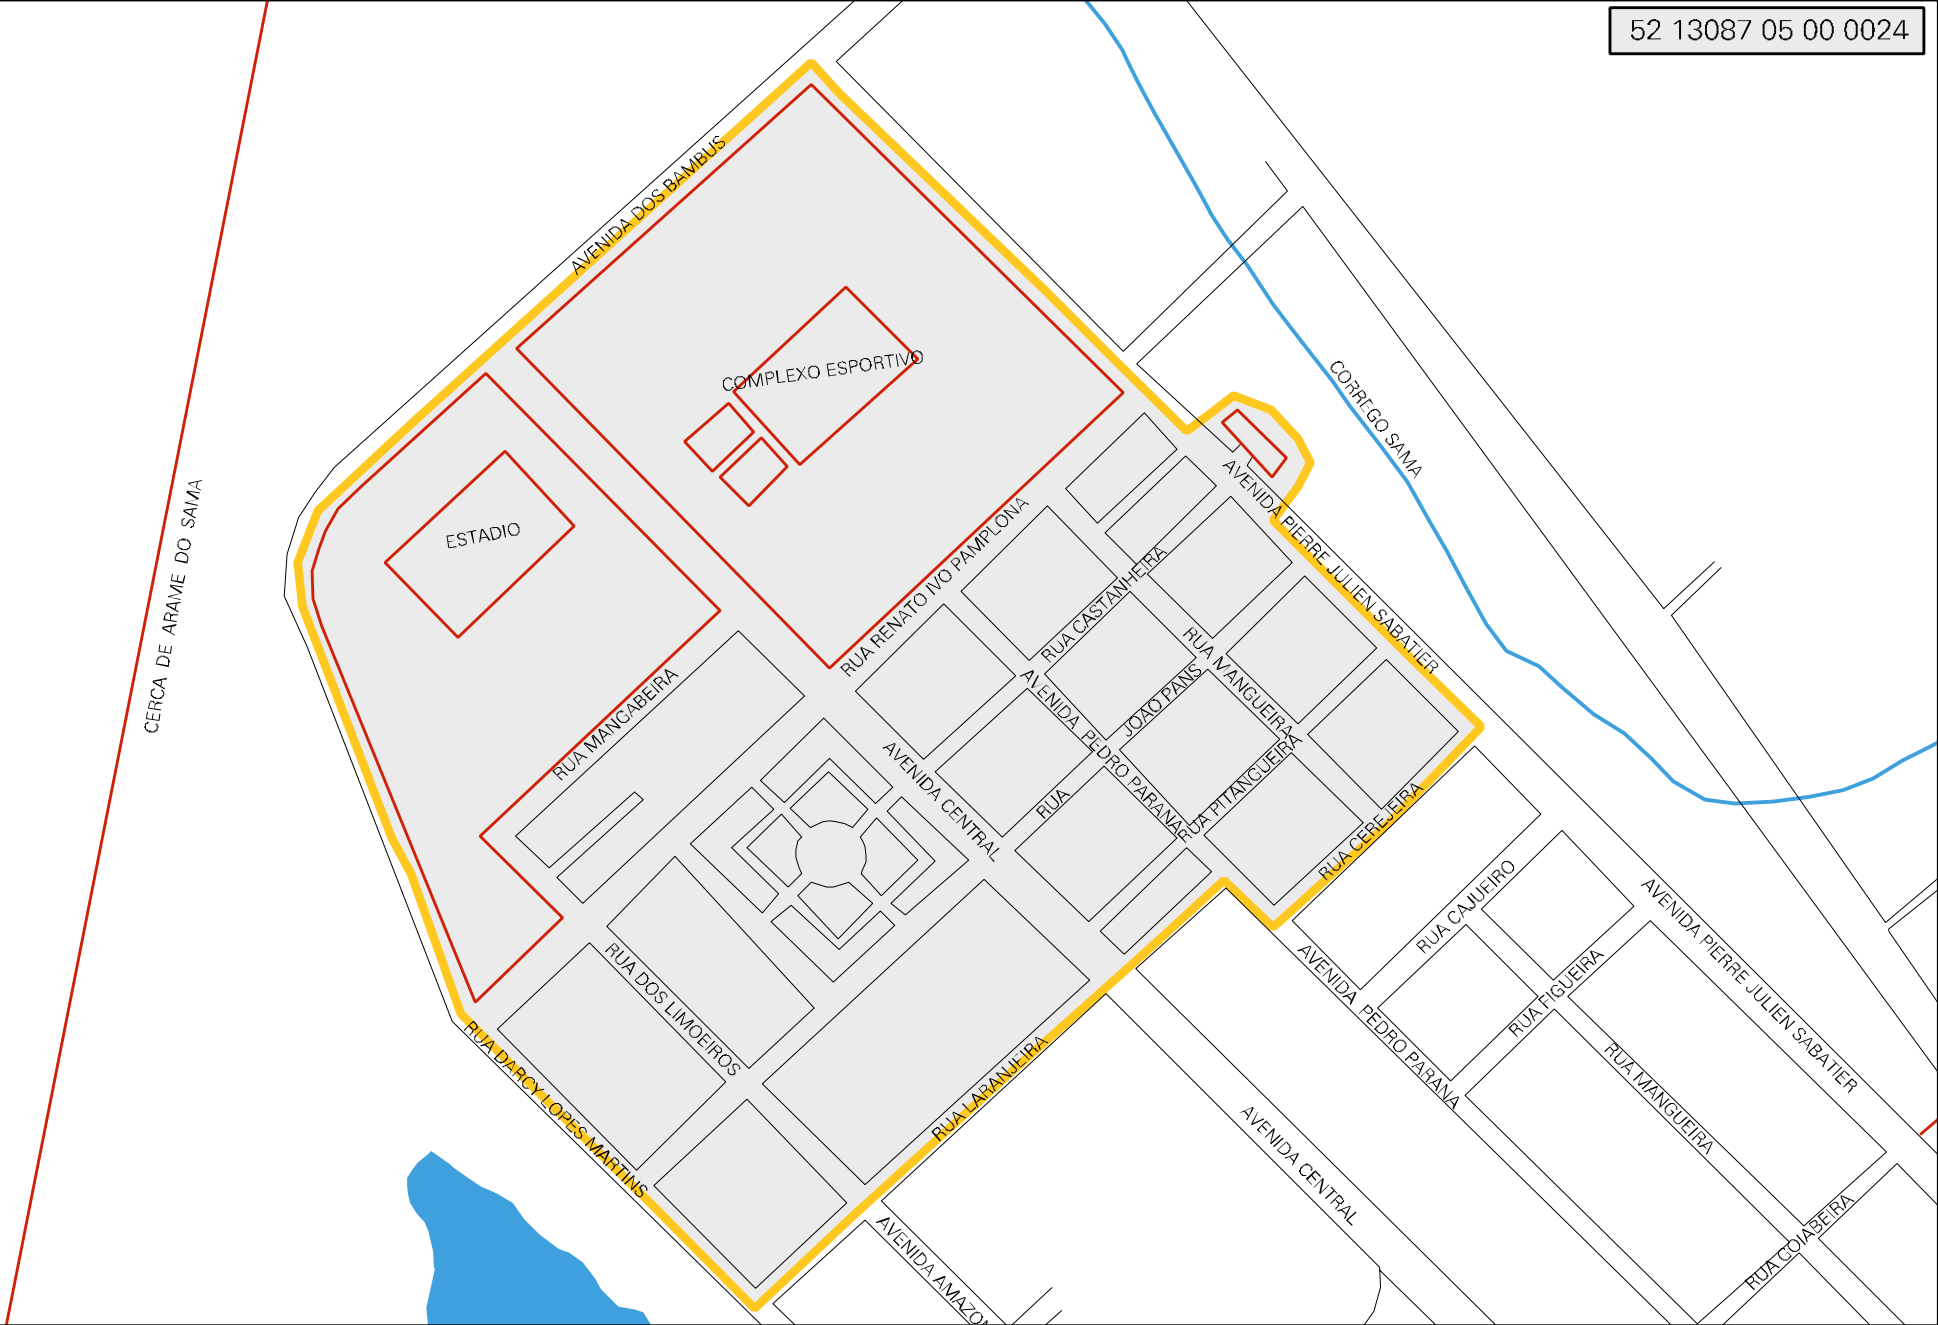 52 13087 05 00 0024
AVENIDA DOS BAMBUS
COMPLEXO ESPORTIVO
CORREGO SAMA
ESTADIO
CERCA DE ARAME DO SAMA
AVENIDA PIERRE JULIEN SABATIER
RUA RENATO IVO PAMPLONA
RUA CASTANHEIRA
RUA MANGUEIRA
RUA MANGABEIRA
AVENIDA PEDRO PARANA
RUA JOAO PANS
AVENIDA CENTRAL
RUA PITANGUEIRA
RUA CEREJEIRA
RUA CAJUEIRO
AVENIDA PIERRE JULIEN SABATIER
RUA DOS LIMOEIROS
RUA FIGUEIRA
AVENIDA PEDRO PARANA
RUA DARCY LOPES MARTINS
RUA LARANJEIRA
RUA MANGUEIRA
AVENIDA CENTRAL
RUA GOIABEIRA
AVENIDA AMAZON